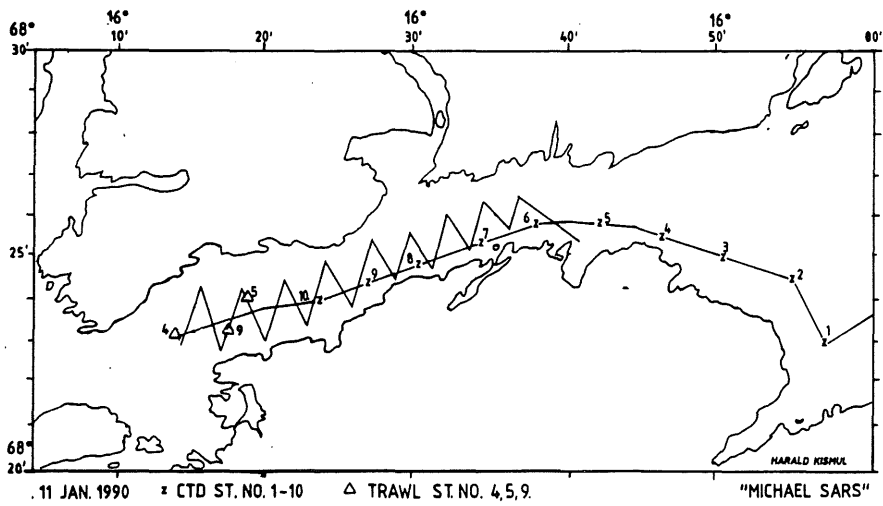 68° 16° 16°
30' 10' 20' 30' 40' 50' 00'
6 5 4
7 3
25' 8 2
9
5 10
4 9 1
68°
20' HARALD KISMUL
. 11 JAN. 1990 z CTD ST. NO. 1-10 △ TRAWL ST. NO. 4,5,9. "MICHAEL SARS"